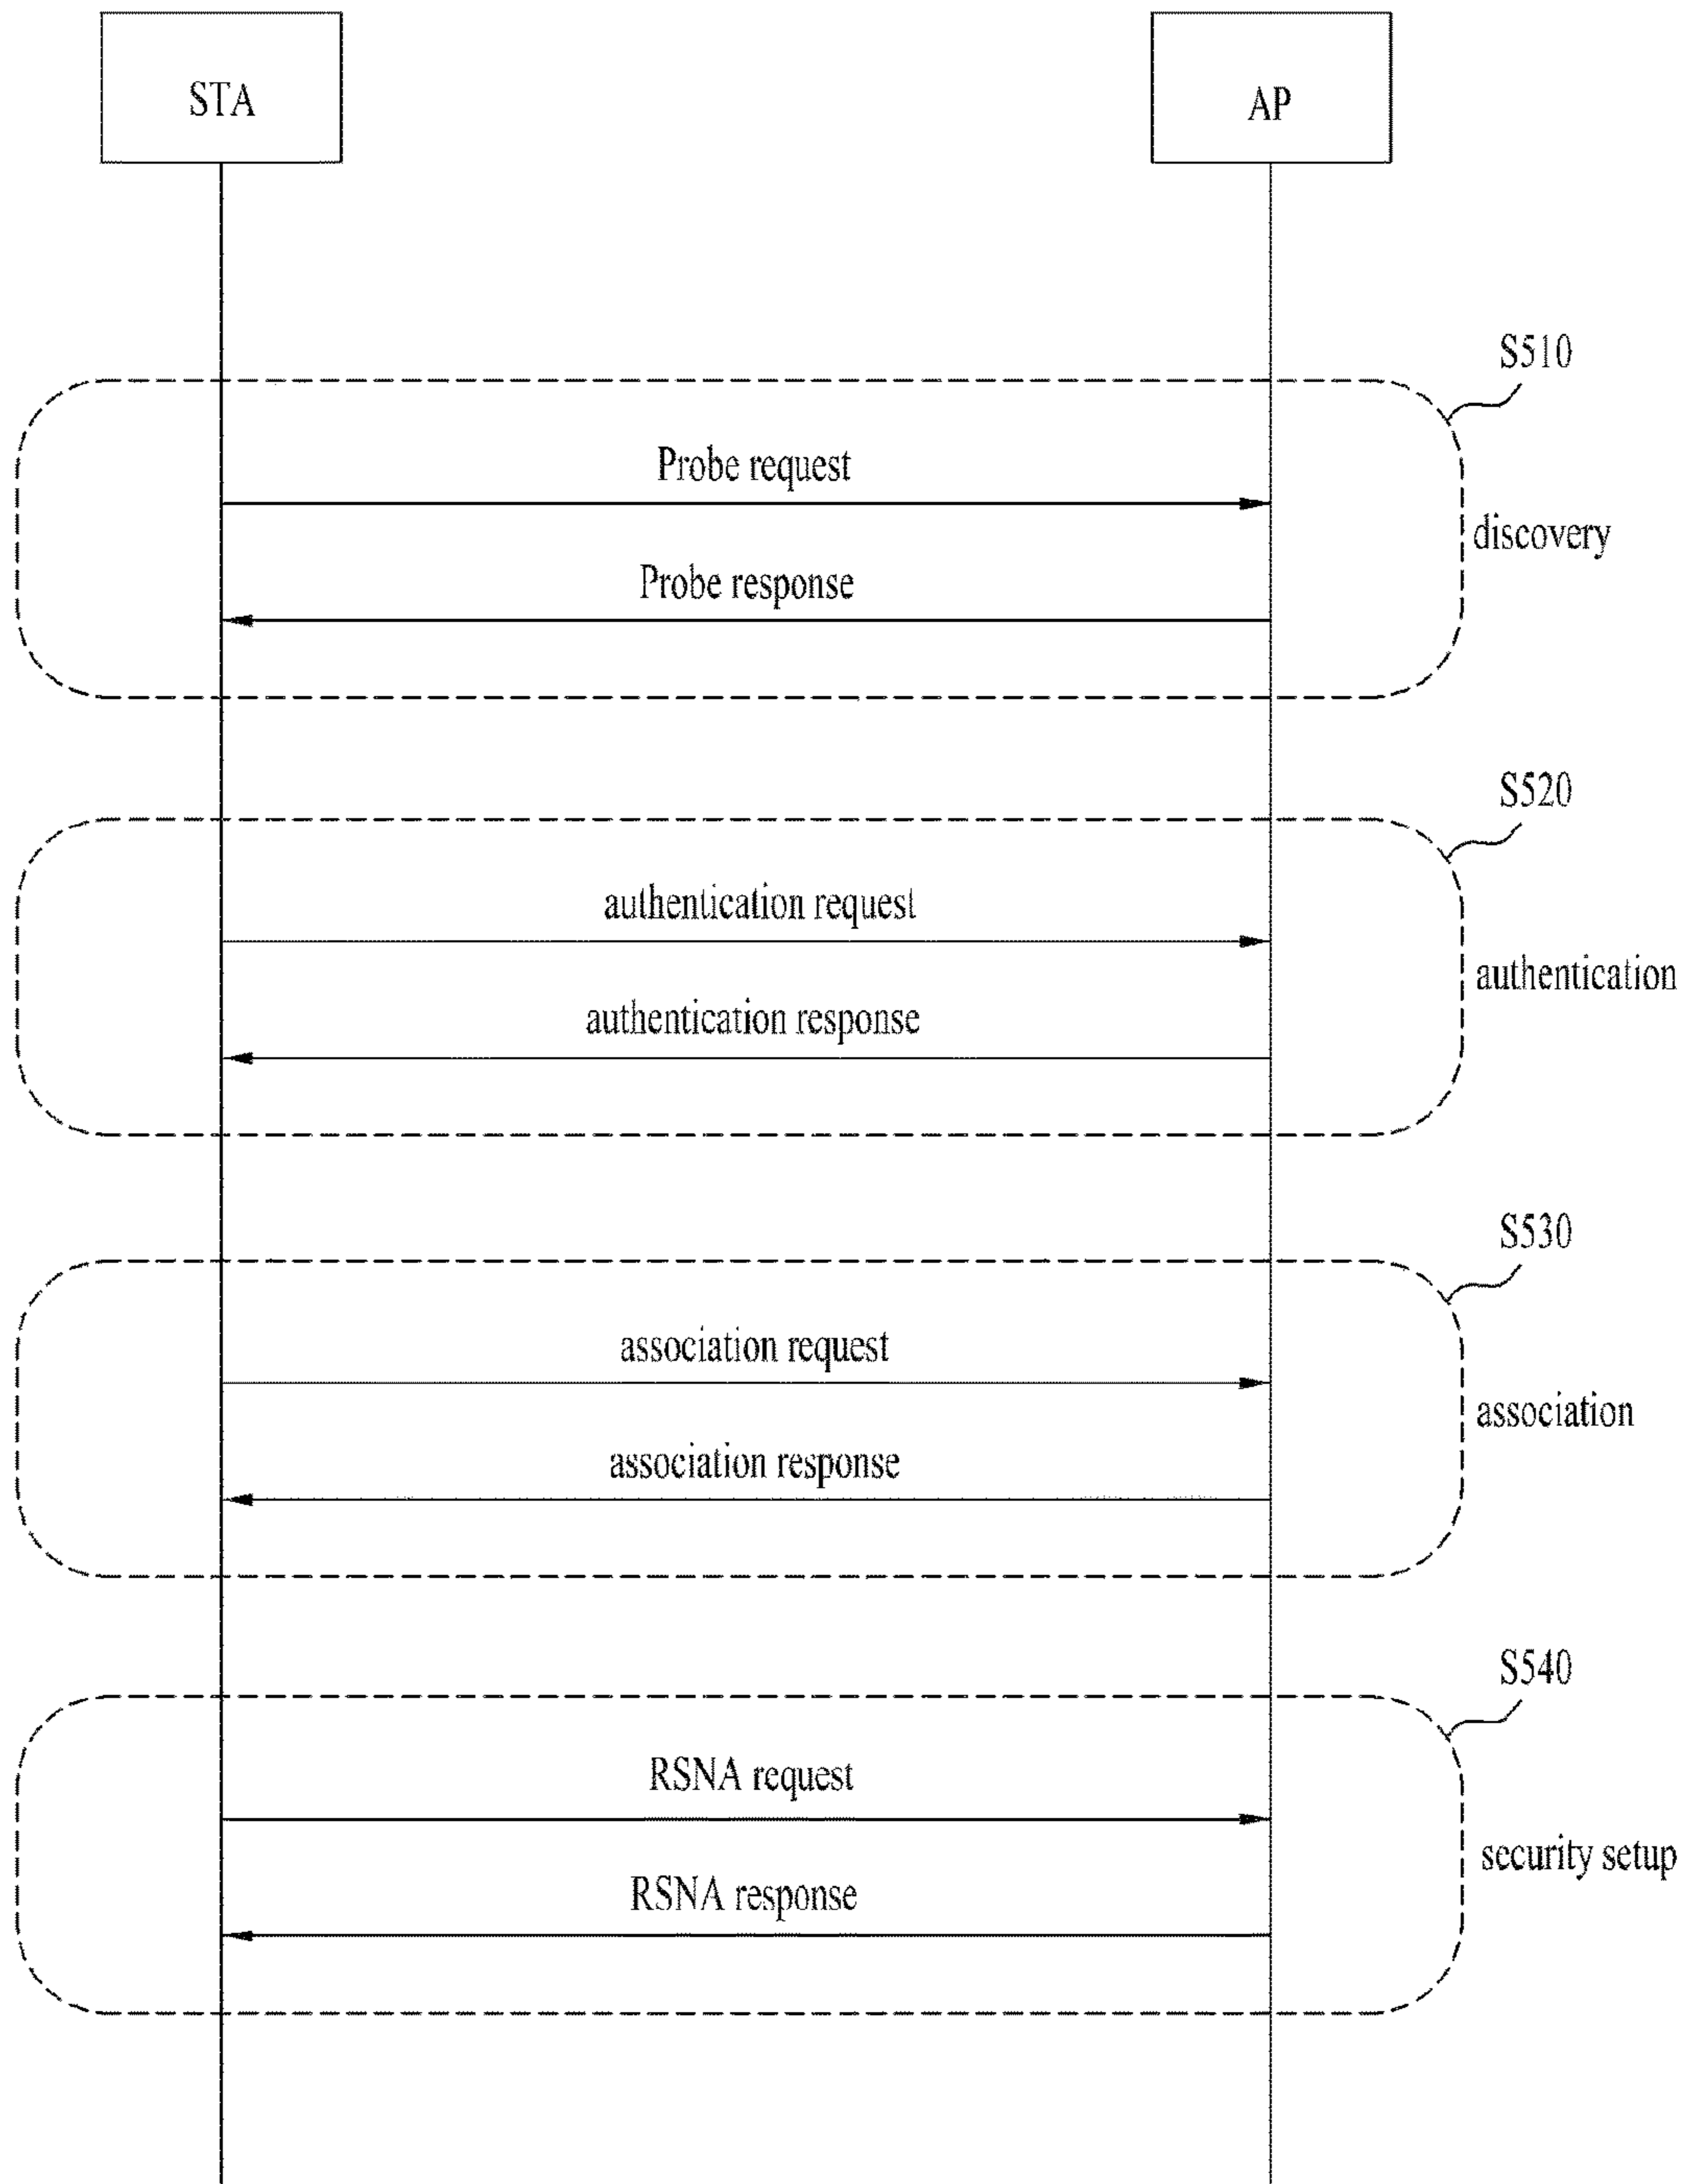 STA
AP
S510
Probe request
discovery
Probe response
S520
authentication request
authentication
authentication response
S530
association request
association
association response
S540
RSNA request
security setup
RSNA response